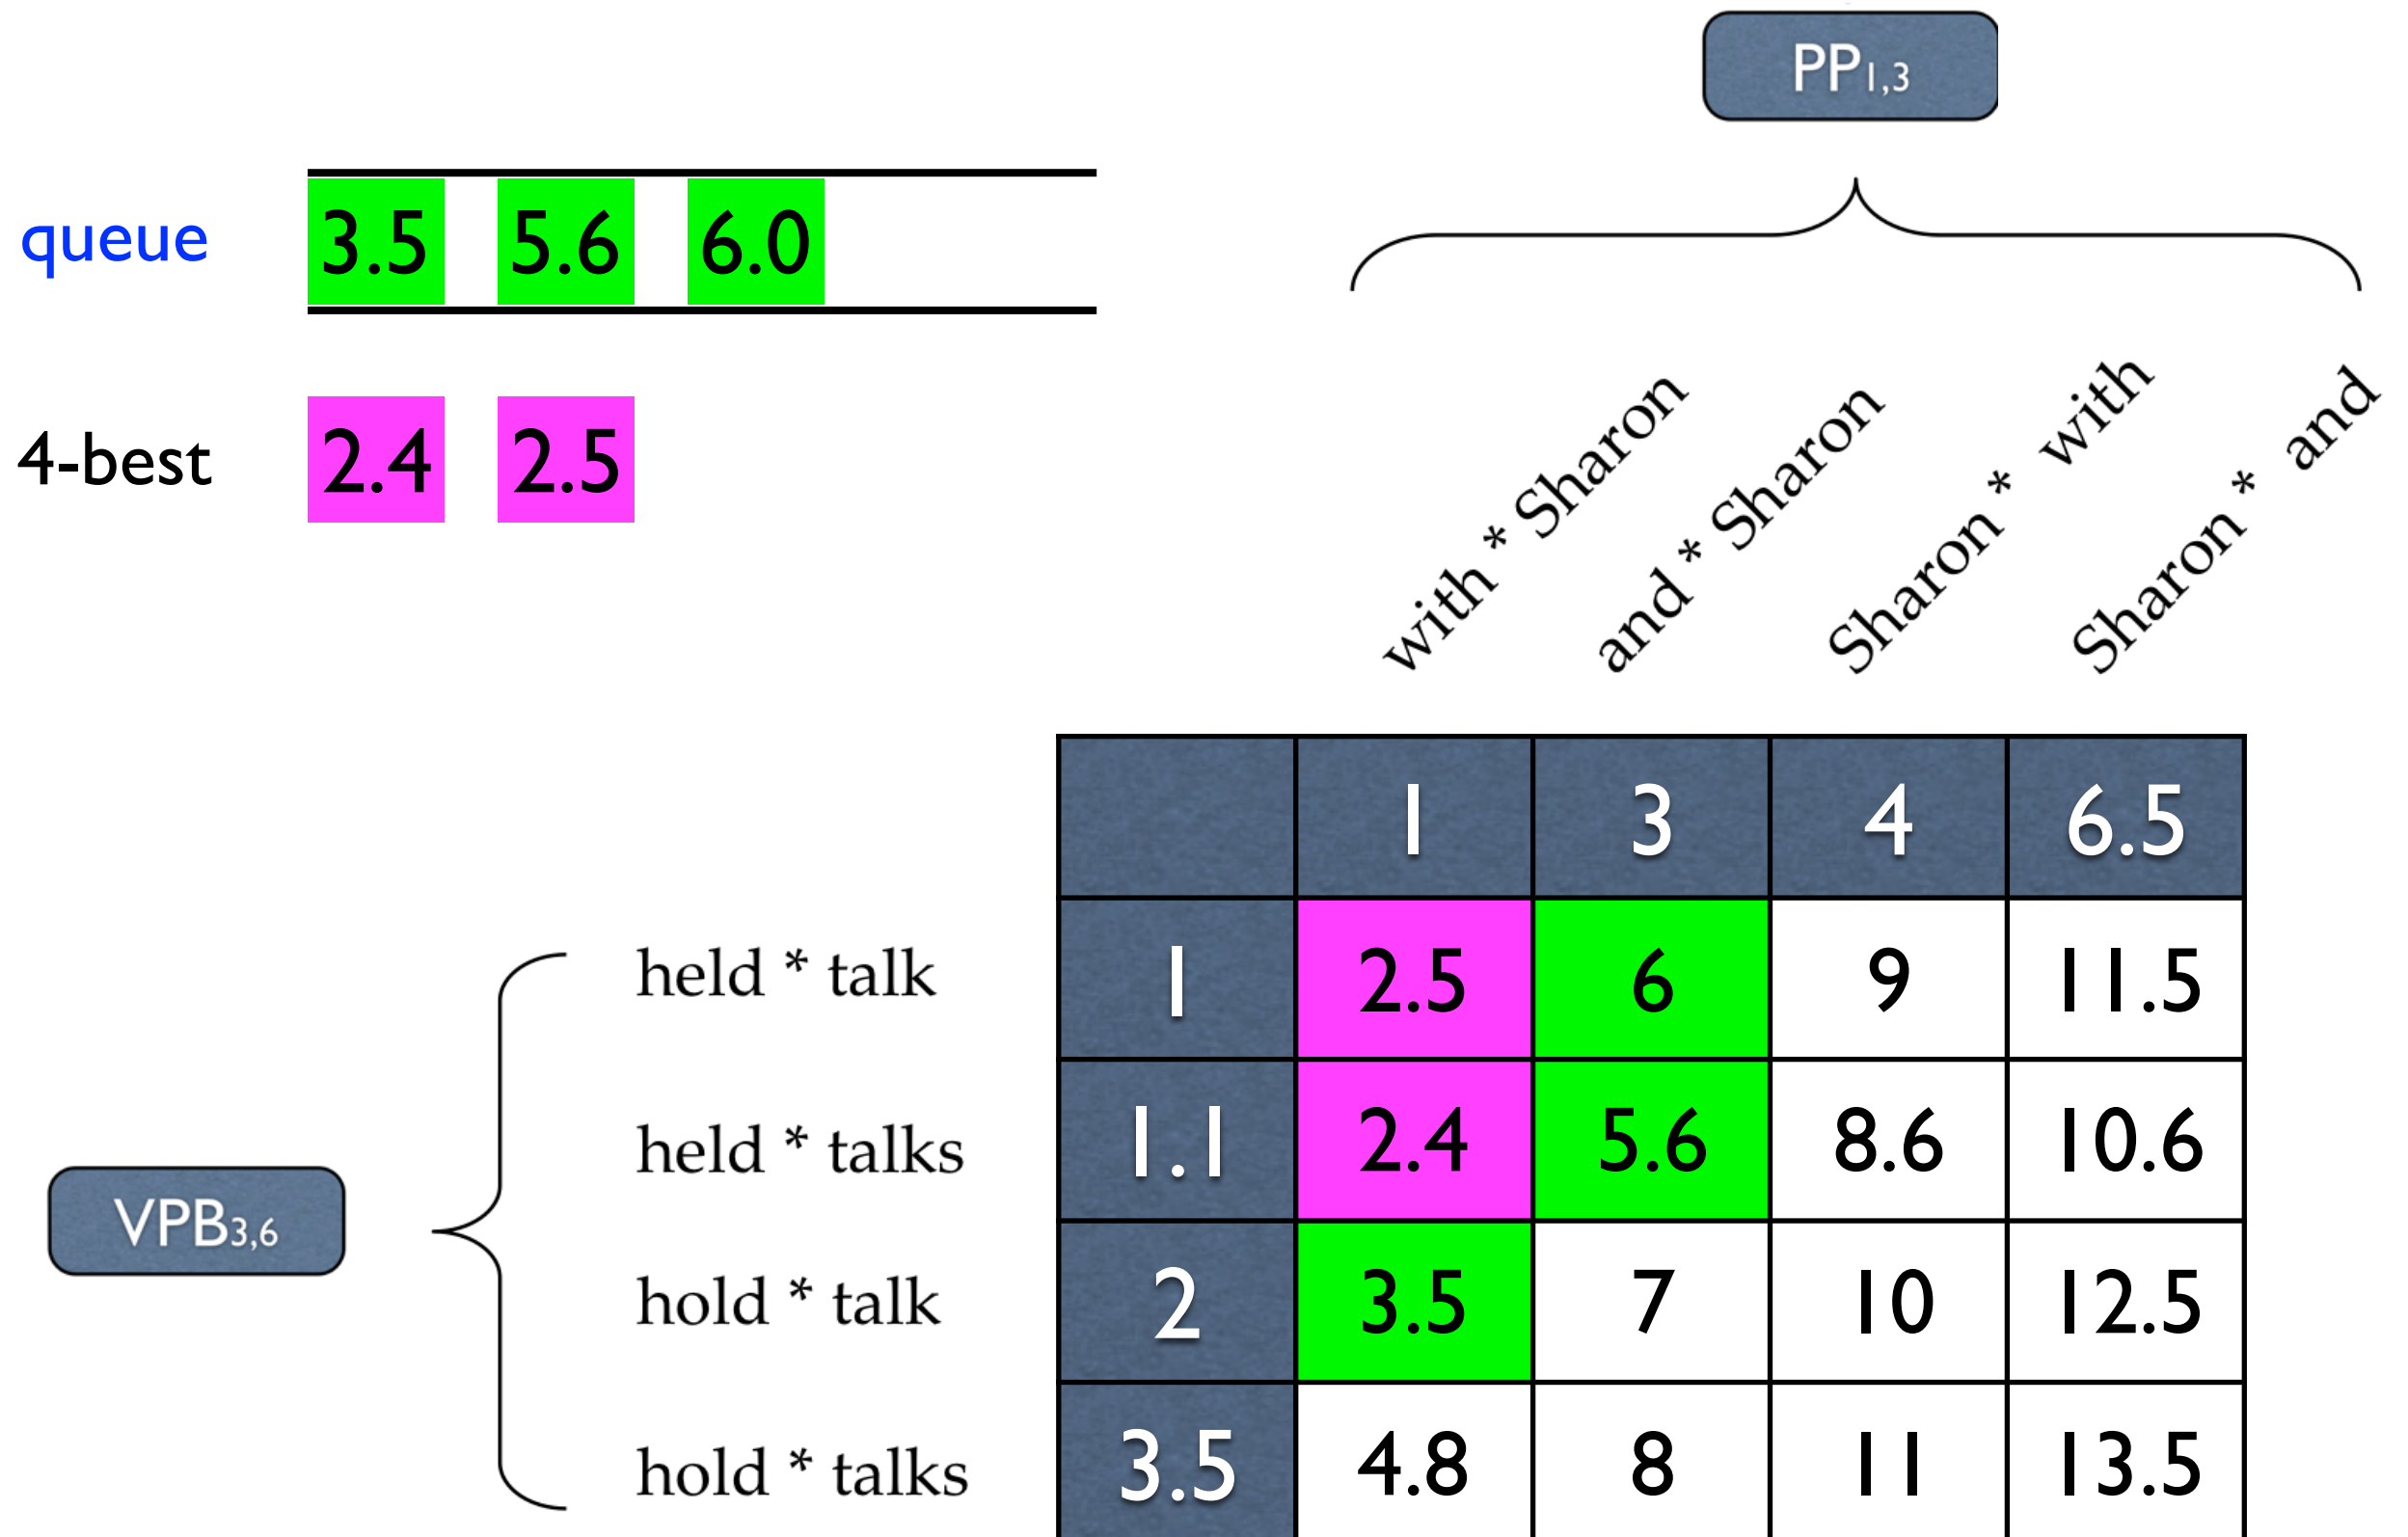 PP1,3
queue 3.5 5.6 6.0
4-best 2.4 2.5
with * Sharon
and * Sharon
Sharon * with
Sharon * and
1 3 4 6.5
held * talk 1 2.5 6 9 11.5
held * talks 1.1 2.4 5.6 8.6 10.6
VPB3,6
hold * talk 2 3.5 7 10 12.5
hold * talks 3.5 4.8 8 11 13.5